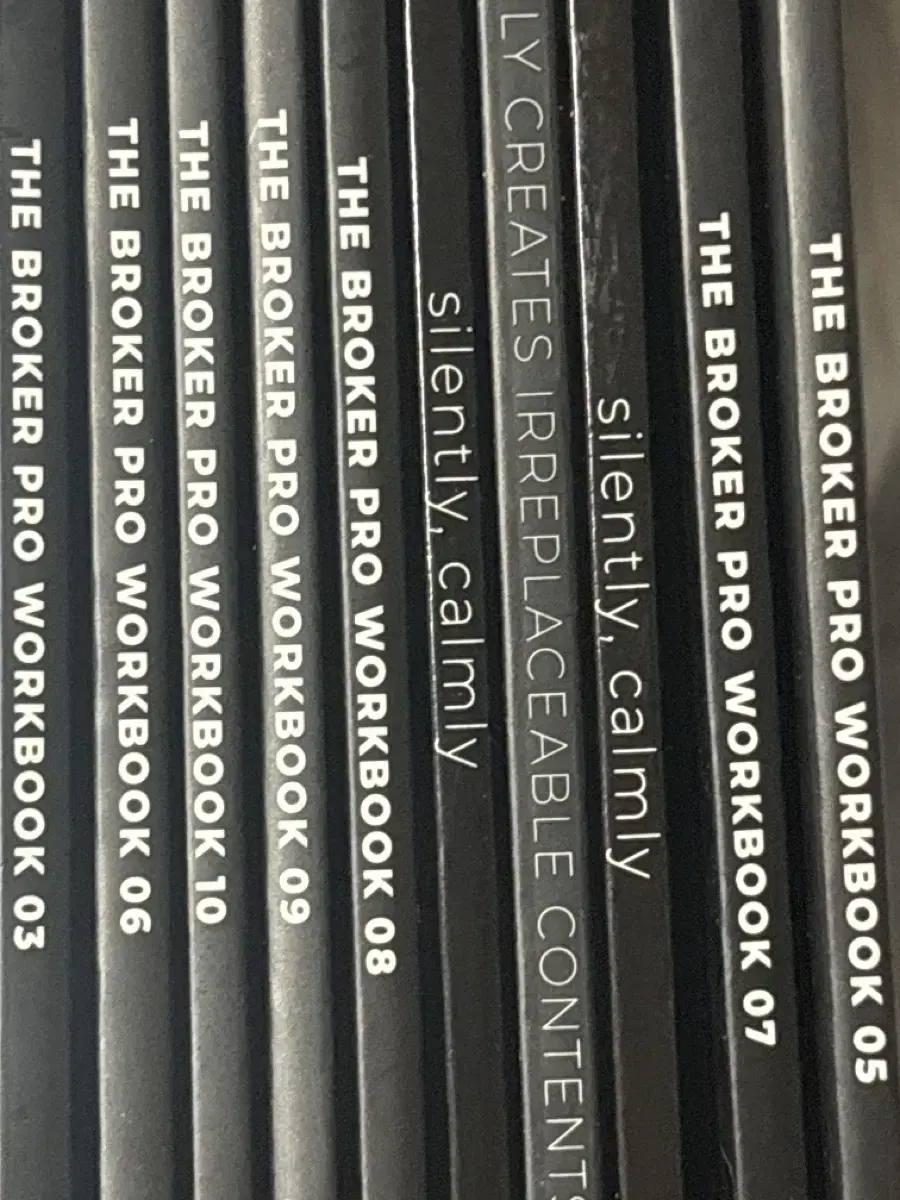 THE BROKER PRO WORKBOOK 03
THE BROKER PRO WORKBOOK 06
THE BROKER PRO WORKBOOK 10
THE BROKER PRO WORKBOOK 09
THE BROKER PRO WORKBOOK 08
silently, calmly
LY CREATES IRREPLACEABLE CONTENTS
silently, calmly
THE BROKER PRO WORKBOOK 07
THE BROKER PRO WORKBOOK 05